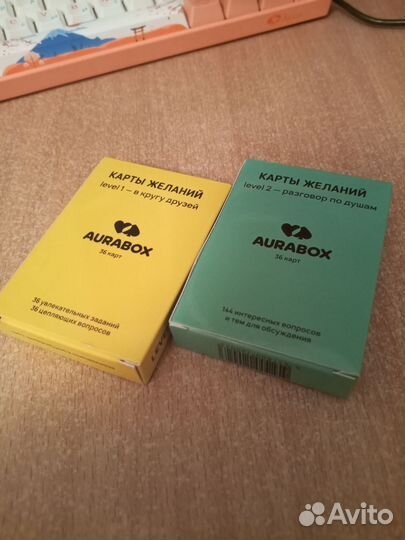 КАРТЫ ЖЕЛАНИЙ
level 1 — в кругу друзей
AURABOX
36 карт
36 увлекательных заданий
36 цепляющих вопросов
КАРТЫ ЖЕЛАНИЙ
level 2 — разговор по душам
AURABOX
36 карт
144 интересных вопросов
и тем для обсуждения
Avito